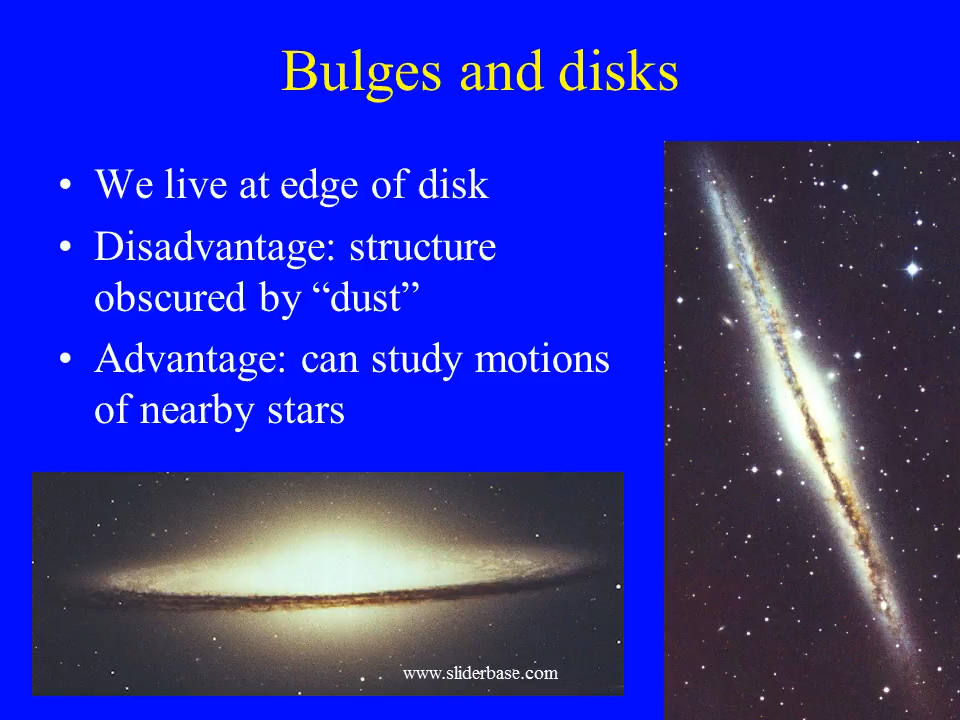 Bulges and disks
• We live at edge of disk
• Disadvantage: structure
obscured by “dust”
• Advantage: can study motions
of nearby stars
www.sliderbase.com